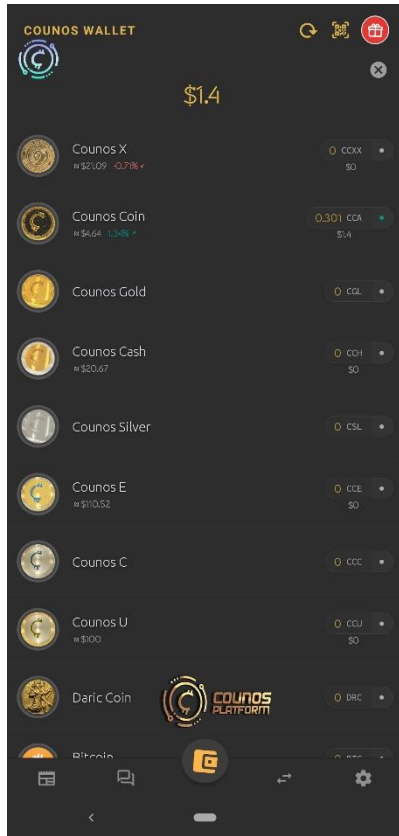 COUNOS WALLET
$1.4
Counos X
≈ $21.09 -0.71%
0 CCXX
$0
Counos Coin
≈ $4.64 1.34%
0.301 CCA
$1.4
Counos Gold
0 CGL
Counos Cash
≈ $20.67
0 CCH
$0
Counos Silver
0 CSL
Counos E
≈ $110.52
0 CCE
$0
Counos C
0 CCC
Counos U
≈ $100
0 CCU
$0
Daric Coin
0 DRC
COUNOS
PLATFORM
Bitcoin
0 BTC